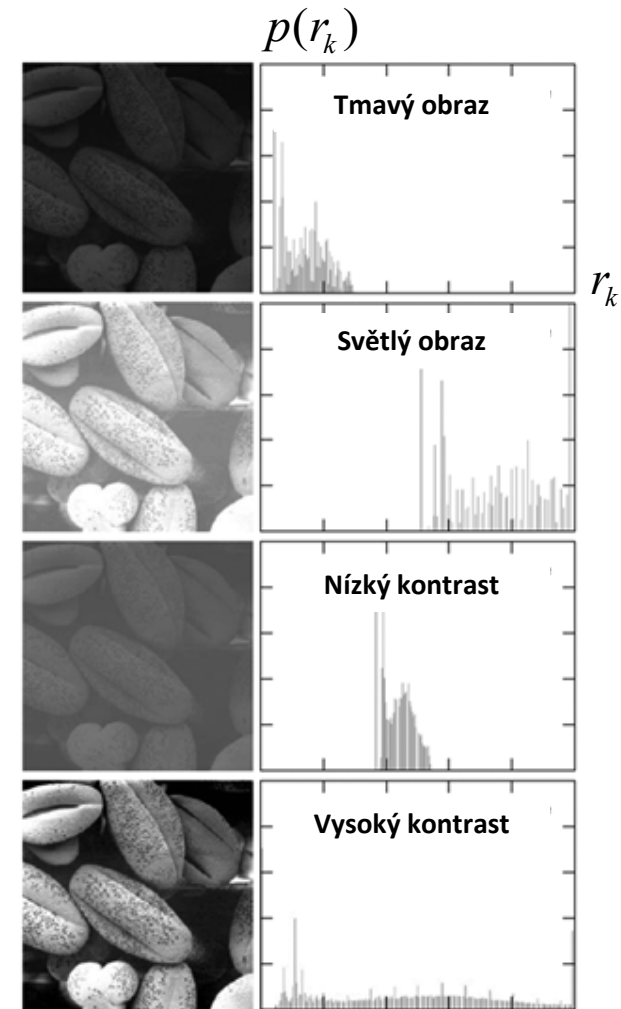 p(r_k)
Tmavý obraz
r_k
Světlý obraz
Nízký kontrast
Vysoký kontrast